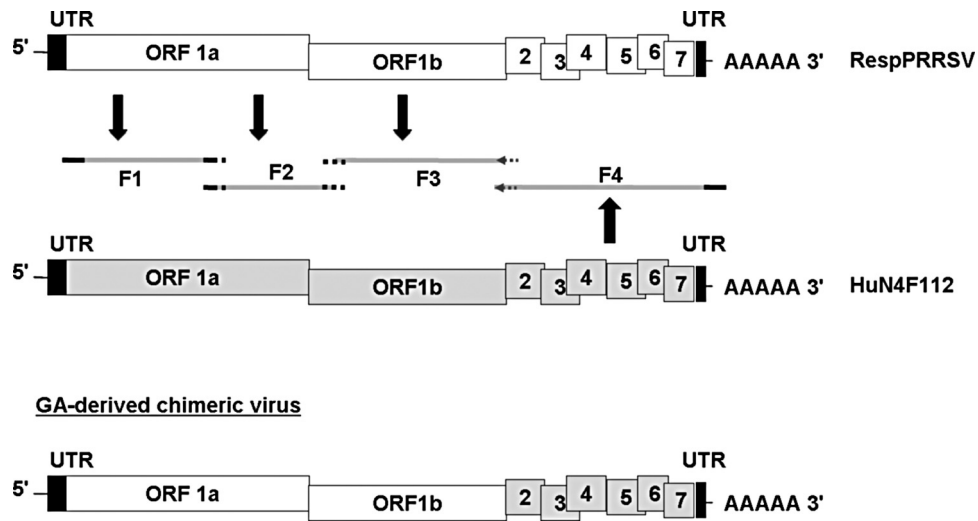 UTR UTR
5' ORF 1a ORF1b 2 3 4 5 6 7 AAAAA 3' RespPRRSV
F1 F2 F3 F4
UTR UTR
5' ORF 1a ORF1b 2 3 4 5 6 7 AAAAA 3' HuN4F112
GA-derived chimeric virus
UTR UTR
5' ORF 1a ORF1b 2 3 4 5 6 7 AAAAA 3'